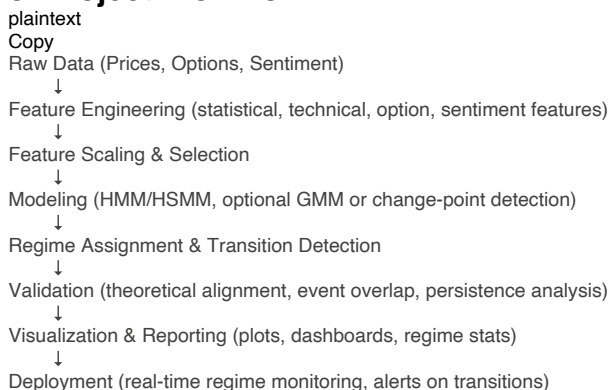 plaintext
Copy
Raw Data (Prices, Options, Sentiment)
↓
Feature Engineering (statistical, technical, option, sentiment features)
↓
Feature Scaling & Selection
↓
Modeling (HMM/HSMM, optional GMM or change-point detection)
↓
Regime Assignment & Transition Detection
↓
Validation (theoretical alignment, event overlap, persistence analysis)
↓
Visualization & Reporting (plots, dashboards, regime stats)
↓
Deployment (real-time regime monitoring, alerts on transitions)